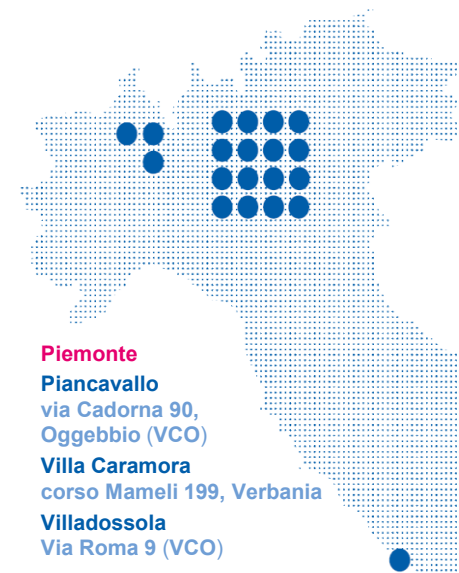 Piemonte
Piancavallo
via Cadorna 90,
Oggebbio (VCO)
Villa Caramora
corso Mameli 199, Verbania
Villadossola
Via Roma 9 (VCO)